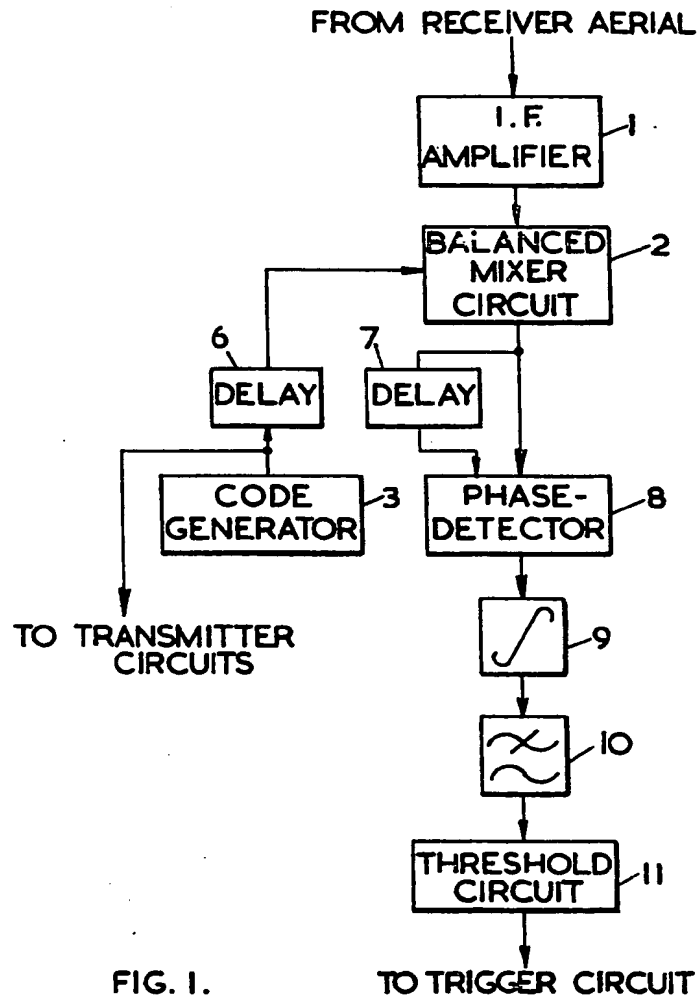 FROM RECEIVER AERIAL
I.F.
AMPLIFIER
1
BALANCED
MIXER
CIRCUIT
2
6
DELAY
7
DELAY
CODE
GENERATOR
3
PHASE-
DETECTOR
8
TO TRANSMITTER
CIRCUITS
9
10
THRESHOLD
CIRCUIT
11
FIG. 1.
TO TRIGGER CIRCUIT